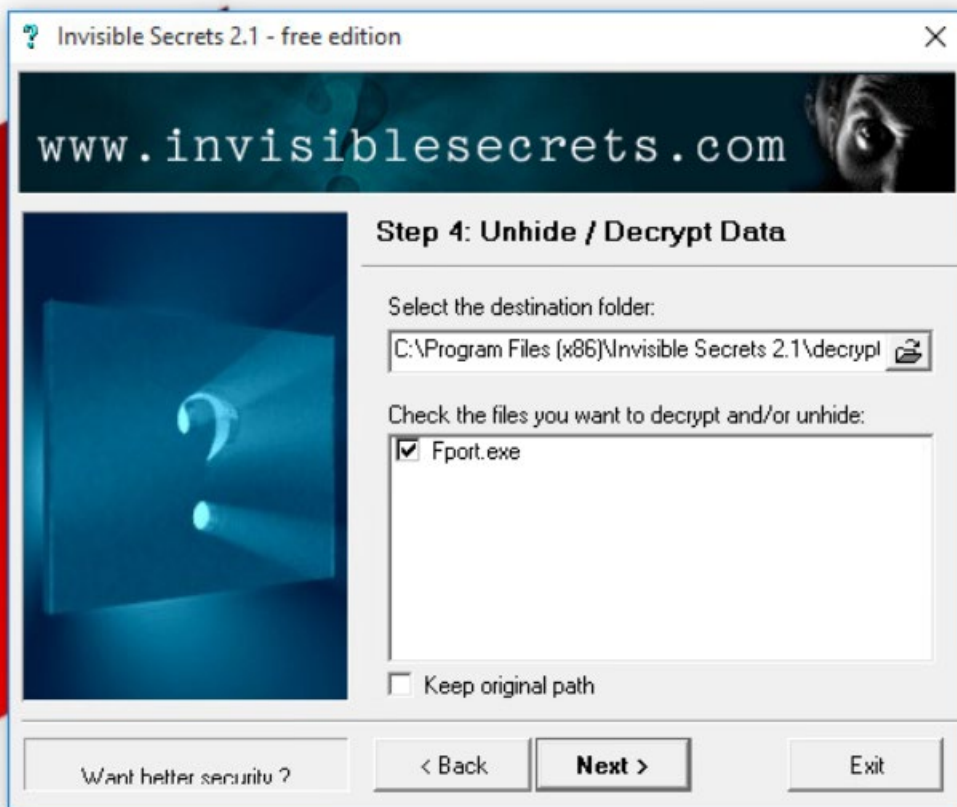 Invisible Secrets 2.1 - free edition
www.invisiblesecrets.com
Step 4: Unhide / Decrypt Data
Select the destination folder:
C:\Program Files (x86)\Invisible Secrets 2.1\decrypt
Check the files you want to decrypt and/or unhide:
Fport.exe
Keep original path
Want better security ?
< Back
Next >
Exit